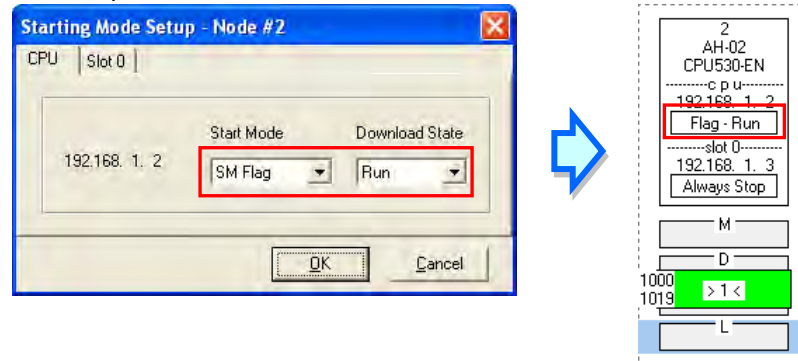 Starting Mode Setup - Node #2
CPU
Slot 0
Start Mode
Download State
192.168. 1. 2
SM Flag
Run
OK
Cancel
2
AH-02
CPU530-EN
---------c p u---------
192.168. 1. 2
Flag - Run
--------slot 0---------
192.168. 1. 3
Always Stop
M
D
1000
1019
> 1 <
L